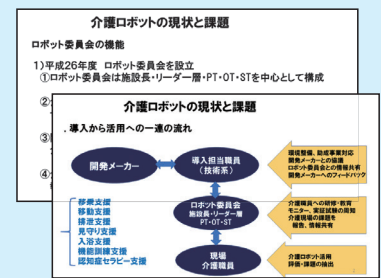 介護ロボットの現状と課題
ロボット委員会の機能
1）平成26年度 ロボット委員会を設立
①ロボット委員会は施設長・リーダー層・PT・OT・STを中心として構成
②
③
④
介護ロボットの現状と課題
．導入から活用への一連の流れ
開発メーカー
導入担当職員
（技術系）
環境整備、助成事業対応
開発メーカーとの協議
ロボット委員会との情報共有
開発メーカーへのフィードバック
移乗支援
移動支援
排泄支援
見守り支援
入浴支援
機能訓練支援
認知症セラピー支援
ロボット委員会
施設長・リーダー層
PT・OT・ST
介護職員への研修・教育
モニター、実証試験の周知
介護現場の課題を
報告、情報共有
現場
介護職員
介護ロボット活用
評価・課題の抽出